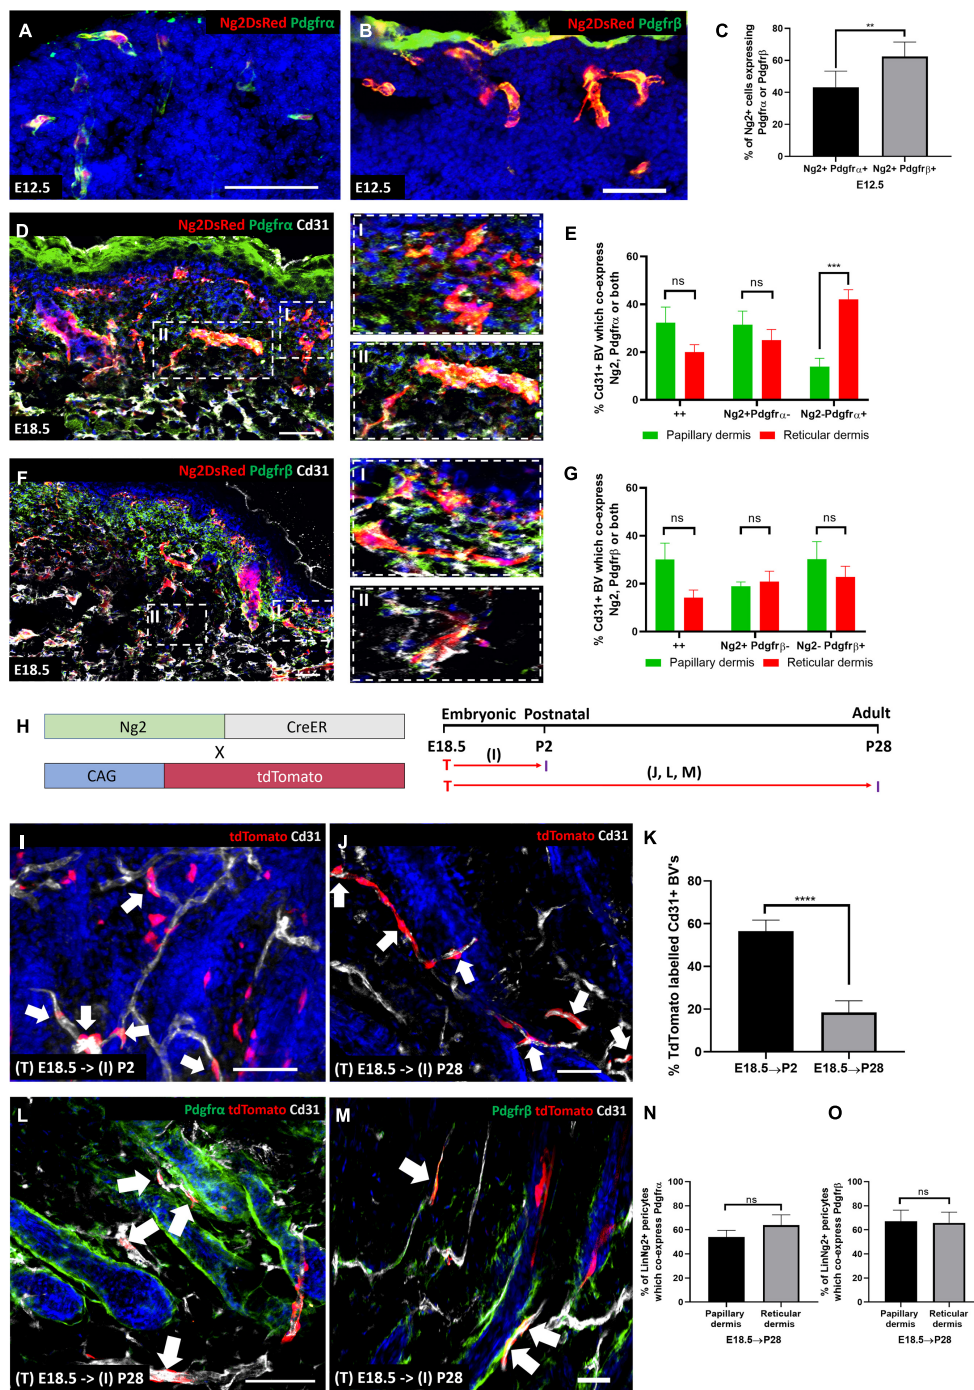 A
Ng2DsRed Pdgfrα
E12.5
B
Ng2DsRed Pdgfrβ
E12.5
C
% of Ng2+ cells expressing
Pdgfrα or Pdgfrβ
100
80
60
40
20
0
**
Ng2+ Pdgfrα+ Ng2+ Pdgfrβ+
E12.5
D
Ng2DsRed Pdgfrα Cd31
I
II
E18.5
I
II
E
% Cd31+ BV which co-express
Ng2, Pdgfrα or both
60
40
20
0
ns
ns
***
++ Ng2+Pdgfrα- Ng2-Pdgfrα+
Papillary dermis Reticular dermis
F
Ng2DsRed Pdgfrβ Cd31
I
II
E18.5
I
II
G
% Cd31+ BV which co-express
Ng2, Pdgfrβ or both
60
40
20
0
ns
ns
ns
++ Ng2+ Pdgfrβ- Ng2- Pdgfrβ+
Papillary dermis Reticular dermis
H
Ng2 CreER
X
CAG tdTomato
Embryonic Postnatal Adult
E18.5 P2 P28
T (I) I
T (J, L, M) I
I
tdTomato Cd31
(T) E18.5 -> (I) P2
J
tdTomato Cd31
(T) E18.5 -> (I) P28
K
% TdTomato labelled Cd31+ BV's
80
60
40
20
0
****
E18.5→P2 E18.5→P28
L
Pdgfrα tdTomato Cd31
(T) E18.5 -> (I) P28
M
Pdgfrβ tdTomato Cd31
(T) E18.5 -> (I) P28
N
% of LinNg2+ pericytes
which co-express Pdgfrα
100
80
60
40
20
0
ns
Papillary Reticular
dermis dermis
E18.5→P28
O
% of LinNg2+ pericytes
which co-express Pdgfrβ
100
80
60
40
20
0
ns
Papillary Reticular
dermis dermis
E18.5→P28